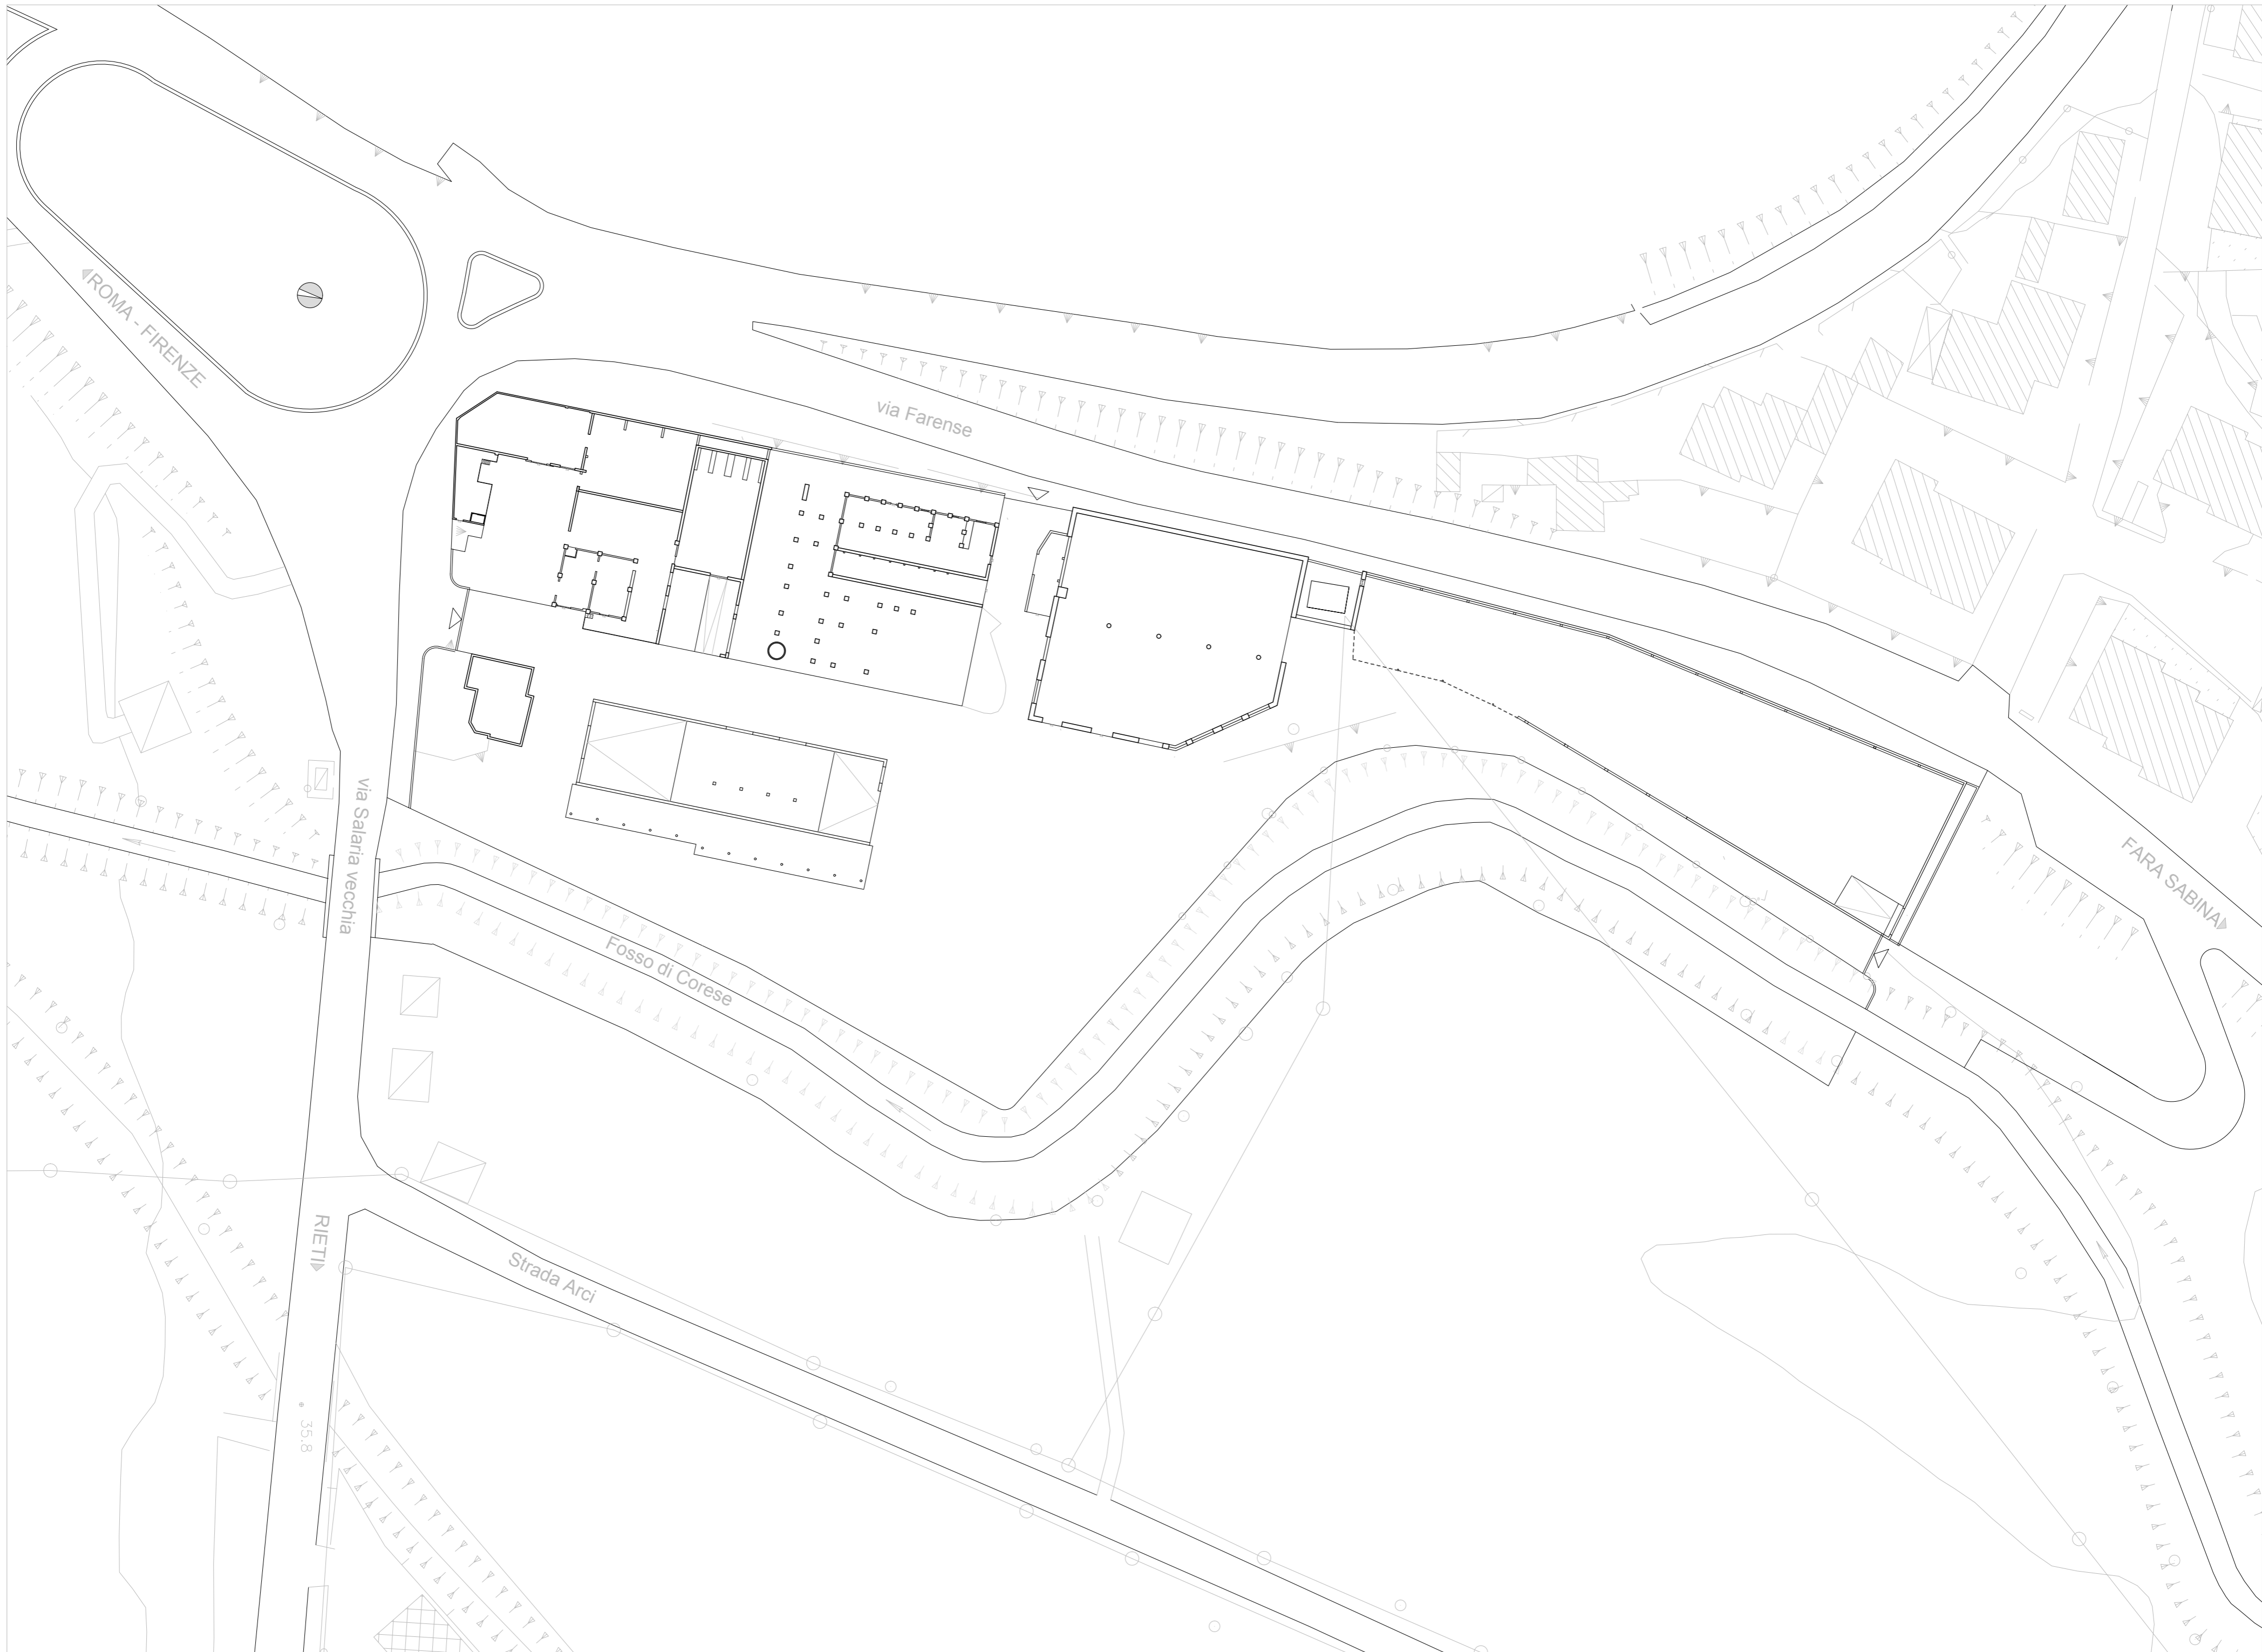 ROMA - FIRENZE
via Farense
via Salaria vecchia
FARA SABINA
Fosso di Corese
RIETI
Strada Arci
35.8